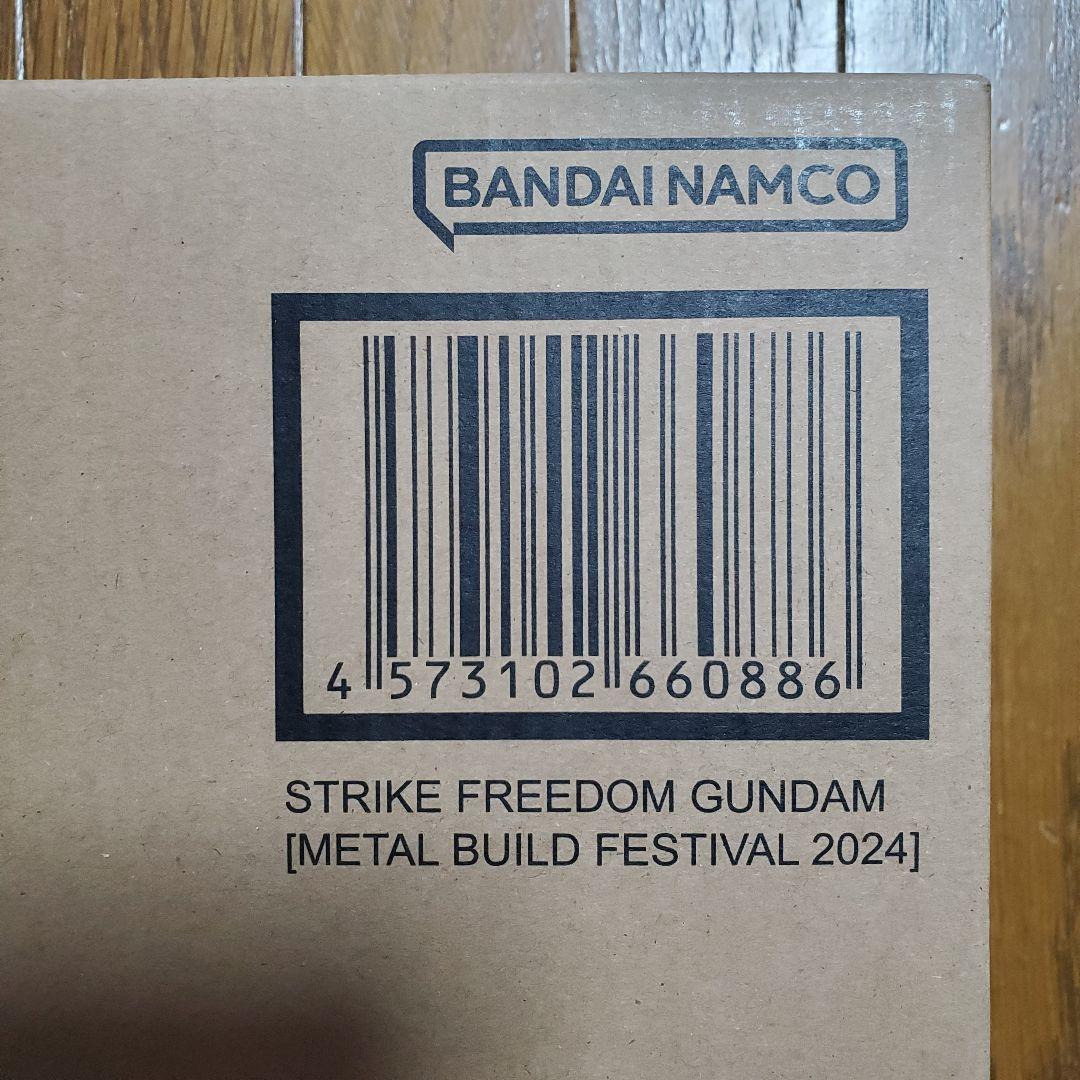 BANDAI NAMCO
4 573102 660886
STRIKE FREEDOM GUNDAM
[METAL BUILD FESTIVAL 2024]